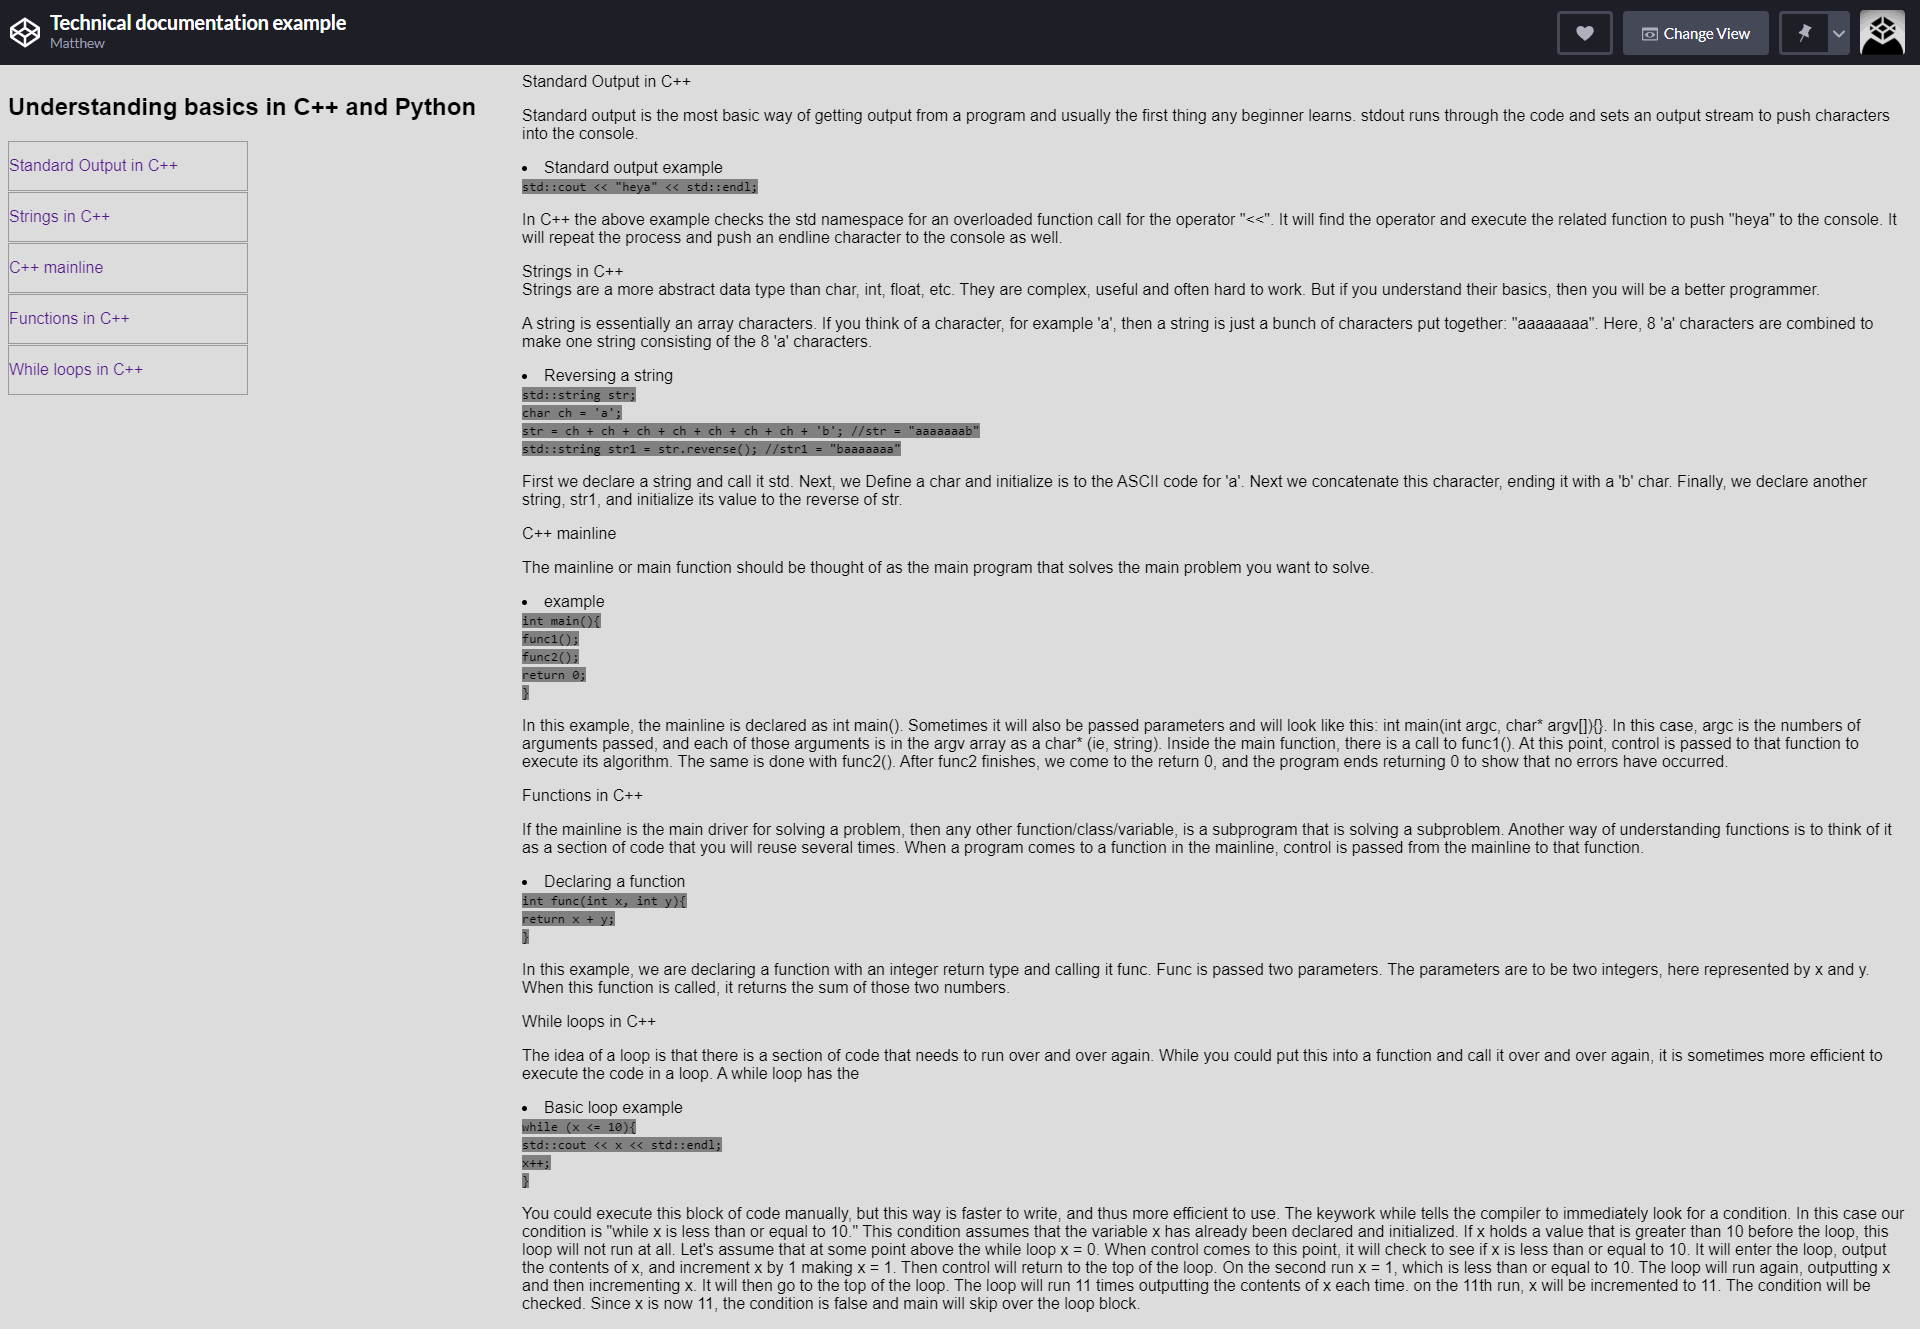 Technical documentation example
Matthew
Change View
Understanding basics in C++ and Python
Standard Output in C++
Strings in C++
C++ mainline
Functions in C++
While loops in C++
Standard Output in C++
Standard output is the most basic way of getting output from a program and usually the first thing any beginner learns. stdout runs through the code and sets an output stream to push characters
into the console.
• Standard output example
std::cout << "heya" << std::endl;
In C++ the above example checks the std namespace for an overloaded function call for the operator "<<". It will find the operator and execute the related function to push "heya" to the console. It
will repeat the process and push an endline character to the console as well.
Strings in C++
Strings are a more abstract data type than char, int, float, etc. They are complex, useful and often hard to work. But if you understand their basics, then you will be a better programmer.
A string is essentially an array characters. If you think of a character, for example 'a', then a string is just a bunch of characters put together: "aaaaaaaa". Here, 8 'a' characters are combined to
make one string consisting of the 8 'a' characters.
• Reversing a string
std::string str;
char ch = 'a';
str = ch + ch + ch + ch + ch + ch + ch + 'b'; //str = "aaaaaaab"
std::string str1 = str.reverse(); //str1 = "baaaaaaa"
First we declare a string and call it std. Next, we Define a char and initialize is to the ASCII code for 'a'. Next we concatenate this character, ending it with a 'b' char. Finally, we declare another
string, str1, and initialize its value to the reverse of str.
C++ mainline
The mainline or main function should be thought of as the main program that solves the main problem you want to solve.
• example
int main(){
func1();
func2();
return 0;
}
In this example, the mainline is declared as int main(). Sometimes it will also be passed parameters and will look like this: int main(int argc, char* argv[]){}. In this case, argc is the numbers of
arguments passed, and each of those arguments is in the argv array as a char* (ie, string). Inside the main function, there is a call to func1(). At this point, control is passed to that function to
execute its algorithm. The same is done with func2(). After func2 finishes, we come to the return 0, and the program ends returning 0 to show that no errors have occurred.
Functions in C++
If the mainline is the main driver for solving a problem, then any other function/class/variable, is a subprogram that is solving a subproblem. Another way of understanding functions is to think of it
as a section of code that you will reuse several times. When a program comes to a function in the mainline, control is passed from the mainline to that function.
• Declaring a function
int func(int x, int y){
return x + y;
}
In this example, we are declaring a function with an integer return type and calling it func. Func is passed two parameters. The parameters are to be two integers, here represented by x and y.
When this function is called, it returns the sum of those two numbers.
While loops in C++
The idea of a loop is that there is a section of code that needs to run over and over again. While you could put this into a function and call it over and over again, it is sometimes more efficient to
execute the code in a loop. A while loop has the
• Basic loop example
while (x <= 10){
std::cout << x << std::endl;
x++;
}
You could execute this block of code manually, but this way is faster to write, and thus more efficient to use. The keywork while tells the compiler to immediately look for a condition. In this case our
condition is "while x is less than or equal to 10." This condition assumes that the variable x has already been declared and initialized. If x holds a value that is greater than 10 before the loop, this
loop will not run at all. Let's assume that at some point above the while loop x = 0. When control comes to this point, it will check to see if x is less than or equal to 10. It will enter the loop, output
the contents of x, and increment x by 1 making x = 1. Then control will return to the top of the loop. On the second run x = 1, which is less than or equal to 10. The loop will run again, outputting x
and then incrementing x. It will then go to the top of the loop. The loop will run 11 times outputting the contents of x each time. on the 11th run, x will be incremented to 11. The condition will be
checked. Since x is now 11, the condition is false and main will skip over the loop block.